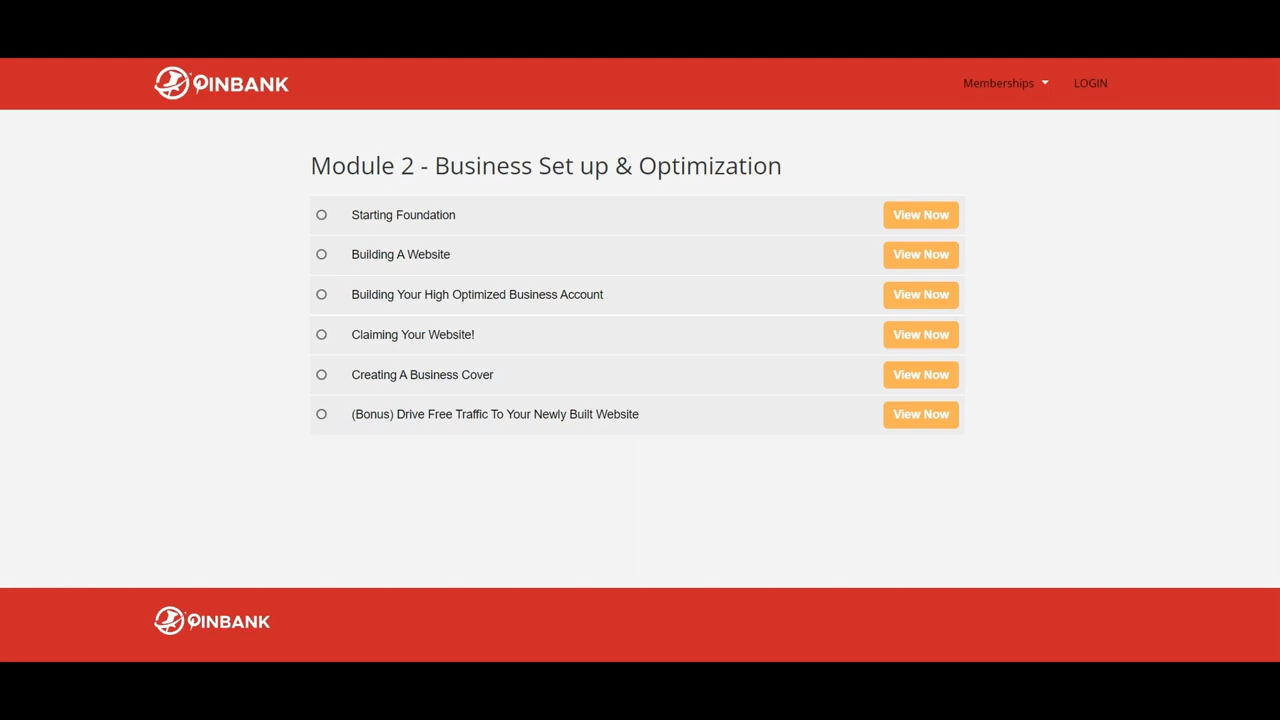 PINBANK
Memberships LOGIN
Module 2 - Business Set up & Optimization
Starting Foundation View Now
Building A Website View Now
Building Your High Optimized Business Account View Now
Claiming Your Website! View Now
Creating A Business Cover View Now
(Bonus) Drive Free Traffic To Your Newly Built Website View Now
PINBANK